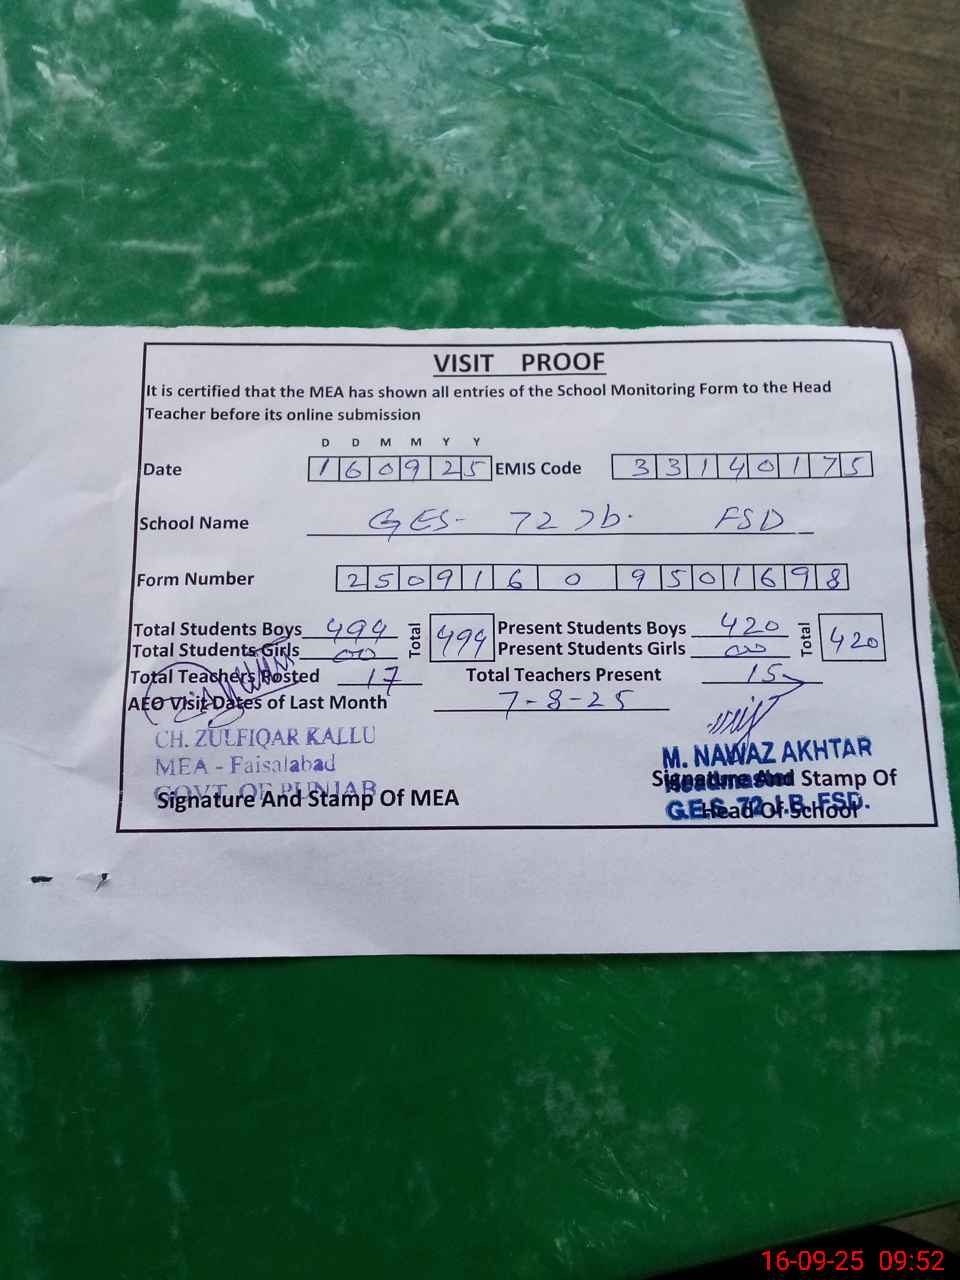 VISIT PROOF
It is certified that the MEA has shown all entries of the School Monitoring Form to the Head
Teacher before its online submission
D D M M Y Y
Date 1 6 0 9 2 5 EMIS Code 3 3 1 4 0 1 7 5
School Name GES- 72 Jb. FSD
Form Number 2 5 0 9 1 6 0 9 5 0 1 6 9 8
Total Students Boys 494 Total 494 Present Students Boys 420 Total 420
Total Students Girls 00 Present Students Girls 00
Total Teachers Posted 17 Total Teachers Present 15
AEO Visit Dates of Last Month 7-8-25
CH. ZULFIQAR KALLU
MEA - Faisalabad
GOVT. OF PUNJAB
Signature And Stamp Of MEA
M. NAWAZ AKHTAR
Headmaster
Signature And Stamp Of
G.E.S. 72 J.B. FSD.
Head Of School
16-09-25 09:52